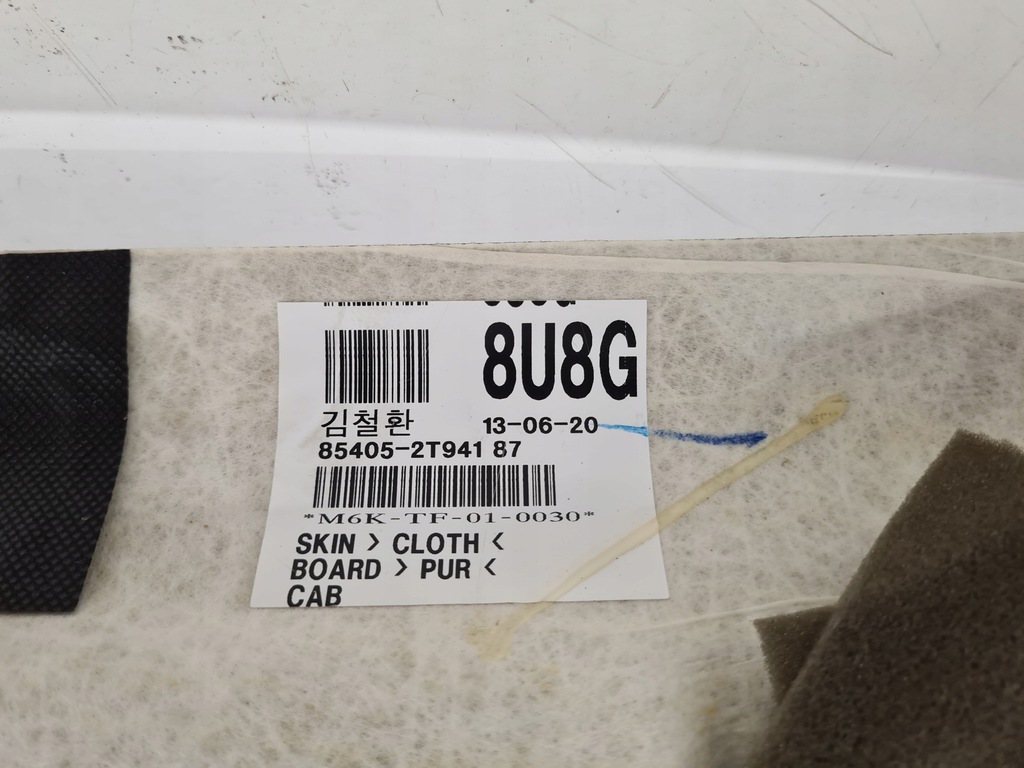 8U8G
김철환 13-06-20
85405-2T941 87
*M6K-TF-01-0030*
SKIN > CLOTH <
BOARD > PUR <
CAB